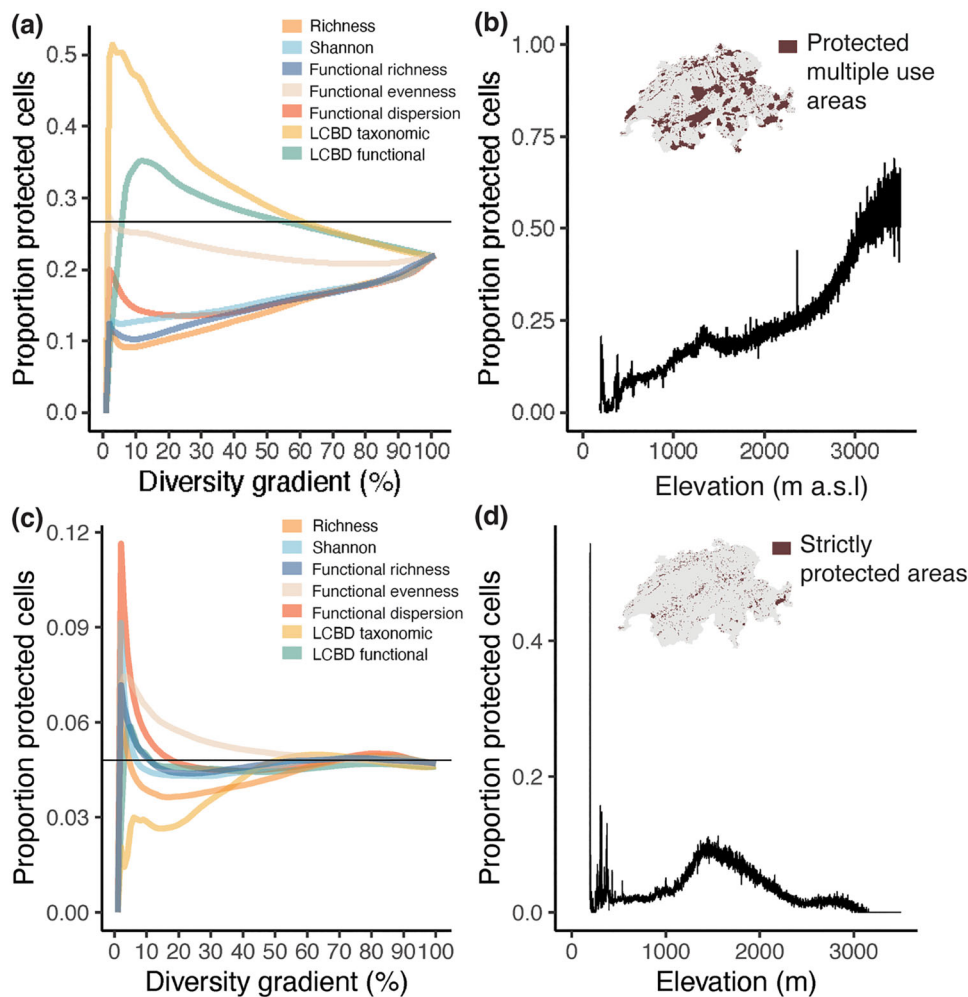 (a)
Proportion protected cells
0.5
0.4
0.3
0.2
0.1
0.0
Richness
Shannon
Functional richness
Functional evenness
Functional dispersion
LCBD taxonomic
LCBD functional
0 10 20 30 40 50 60 70 80 90 100
Diversity gradient (%)
(b)
Proportion protected cells
1.00
0.75
0.50
0.25
0.00
Protected
multiple use
areas
0 1000 2000 3000
Elevation (m a.s.l)
(c)
Proportion protected cells
0.12
0.09
0.06
0.03
0.00
Richness
Shannon
Functional richness
Functional evenness
Functional dispersion
LCBD taxonomic
LCBD functional
0 10 20 30 40 50 60 70 80 90 100
Diversity gradient (%)
(d)
Proportion protected cells
0.4
0.2
0.0
Strictly
protected areas
0 1000 2000 3000
Elevation (m)